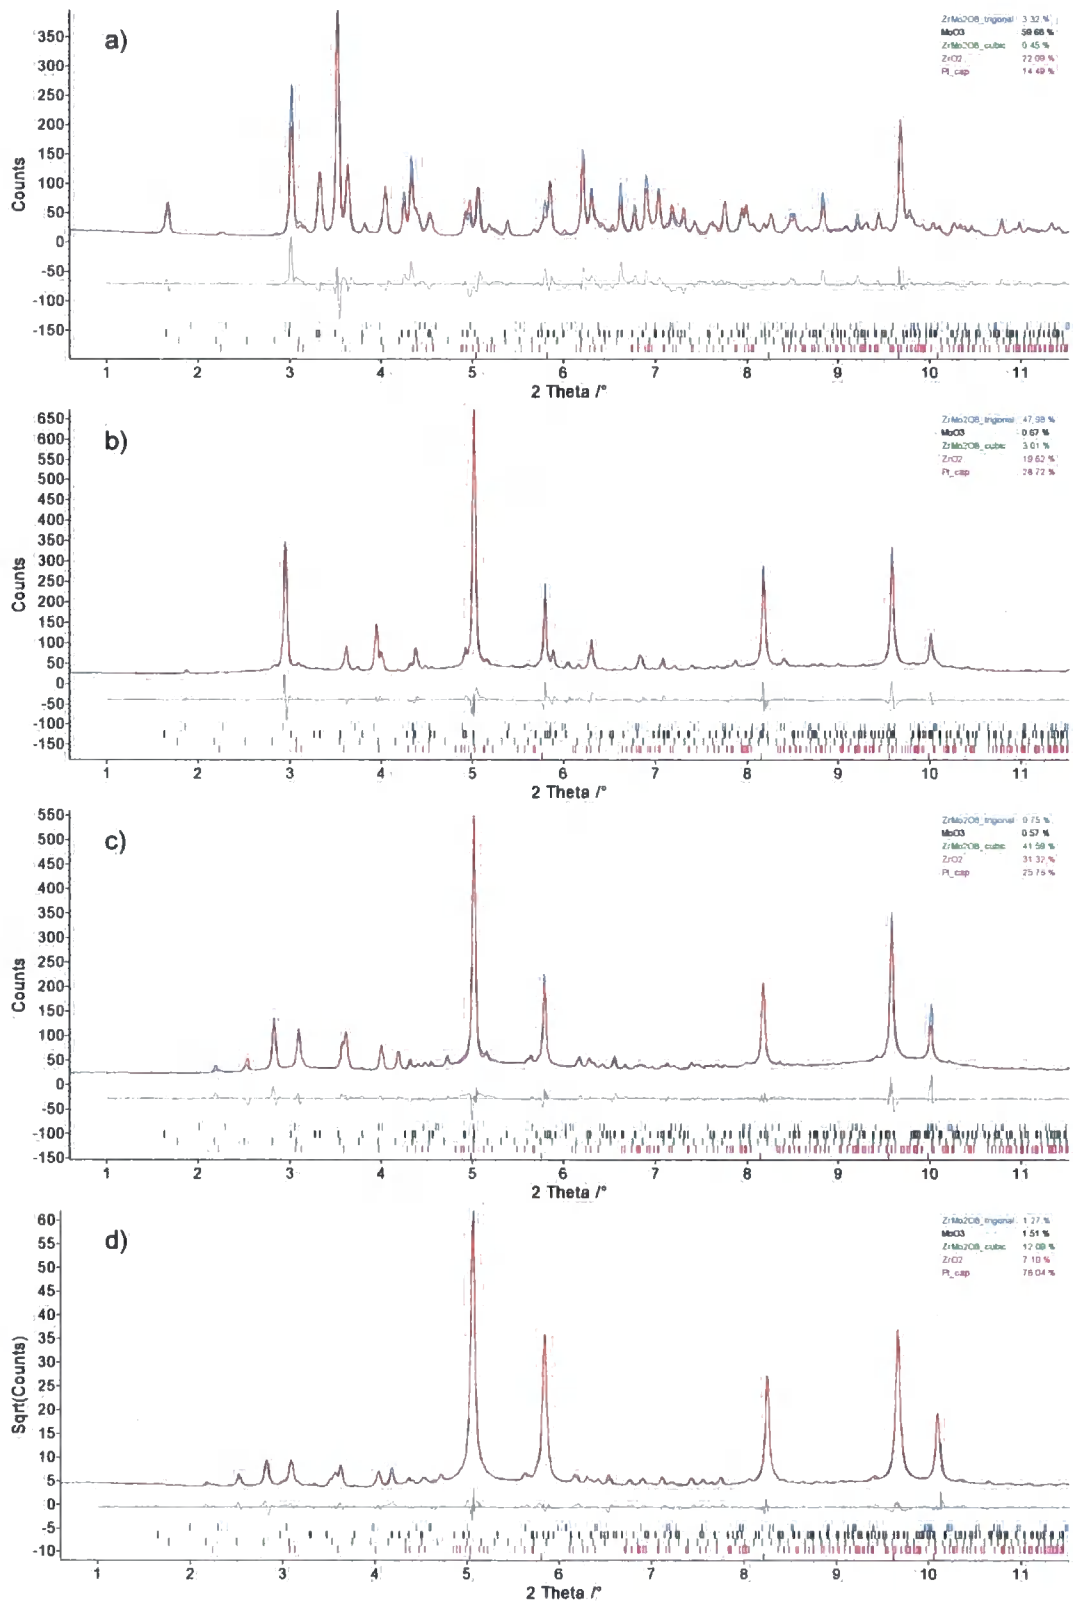 a)
ZrMo2O8_trigonal 3.32 %
MoO3 59.66 %
ZrMo2O8_cubic 0.45 %
ZrO2 22.09 %
Pt_cap 14.49 %
350
300
250
200
150
100
50
0
-50
-100
-150
Counts
1 2 3 4 5 6 7 8 9 10 11
2 Theta /°
b)
ZrMo2O8_trigonal 47.98 %
MoO3 0.67 %
ZrMo2O8_cubic 3.01 %
ZrO2 19.62 %
Pt_cap 28.72 %
650
600
550
500
450
400
350
300
250
200
150
100
50
0
-50
-100
-150
Counts
1 2 3 4 5 6 7 8 9 10 11
2 Theta /°
c)
ZrMo2O8_trigonal 0.75 %
MoO3 0.57 %
ZrMo2O8_cubic 41.59 %
ZrO2 31.32 %
Pt_cap 25.76 %
550
500
450
400
350
300
250
200
150
100
50
0
-50
-100
-150
Counts
1 2 3 4 5 6 7 8 9 10 11
2 Theta /°
d)
ZrMo2O8_trigonal 1.27 %
MoO3 1.51 %
ZrMo2O8_cubic 12.09 %
ZrO2 7.10 %
Pt_cap 78.04 %
60
55
50
45
40
35
30
25
20
15
10
5
0
-5
-10
Sqrt(Counts)
1 2 3 4 5 6 7 8 9 10 11
2 Theta /°